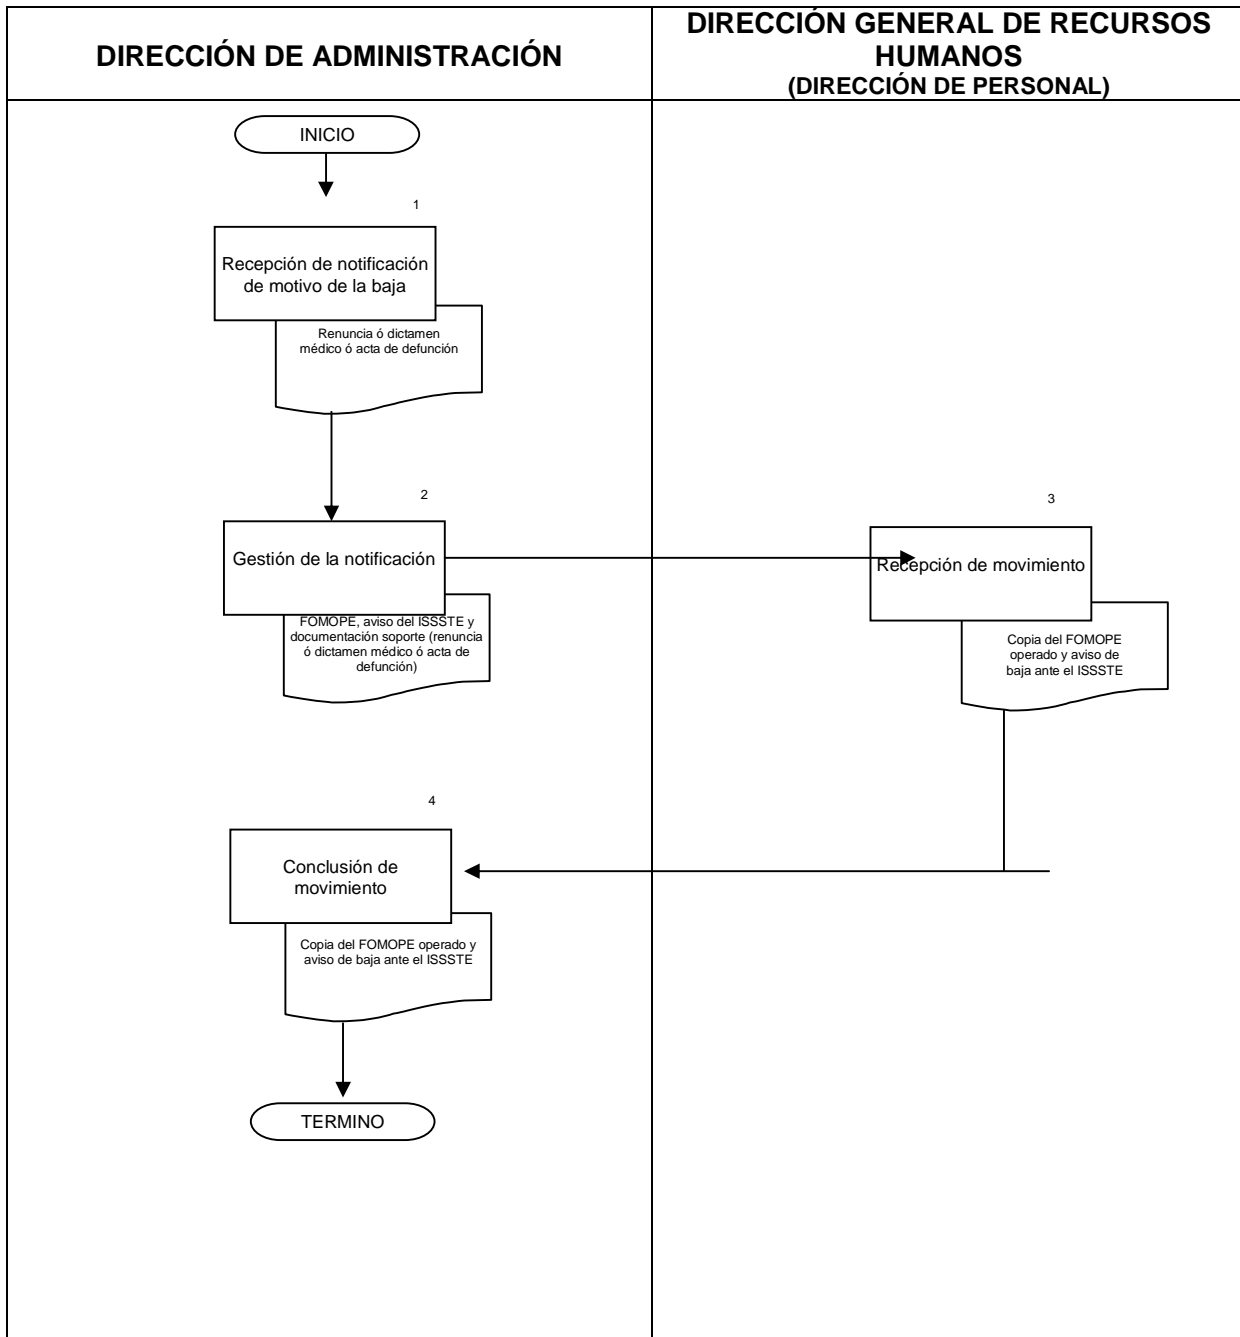 DIRECCIÓN DE ADMINISTRACIÓN
DIRECCIÓN GENERAL DE RECURSOS
HUMANOS
(DIRECCIÓN DE PERSONAL)
INICIO
1
Recepción de notificación
de motivo de la baja
Renuncia ó dictamen
médico ó acta de defunción
2
Gestión de la notificación
FOMOPE, aviso del ISSSTE y
documentación soporte (renuncia
ó dictamen médico ó acta de
defunción)
3
Recepción de movimiento
Copia del FOMOPE
operado y aviso de
baja ante el ISSSTE
4
Conclusión de
movimiento
Copia del FOMOPE operado y
aviso de baja ante el ISSSTE
TERMINO